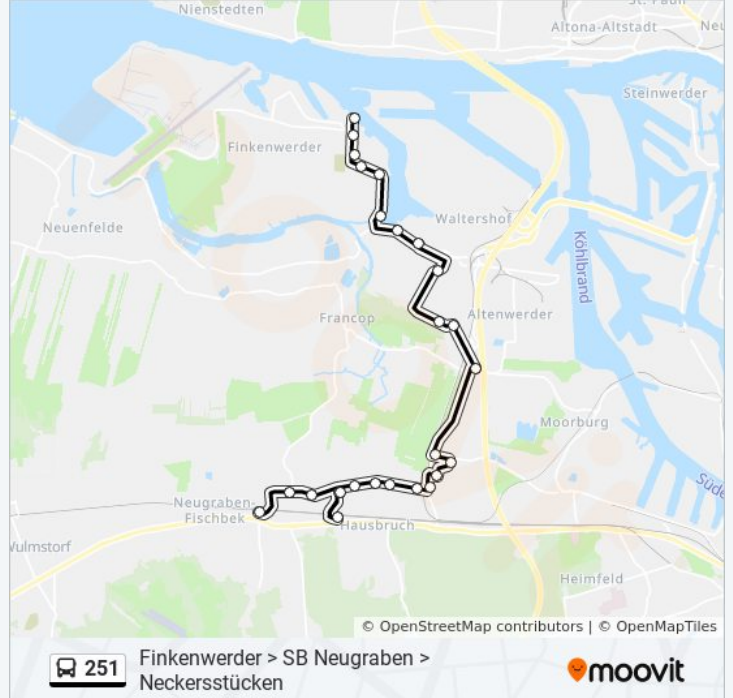 Nienstedten
St. Pauli
Altona-Altstadt
Neu
Steinwerder
Finkenwerder
Waltershof
Neuenfelde
Köhlbrand
Francop
Altenwerder
Moorburg
Neugraben-
Fischbek
Süde
Hausbruch
Wulmstorf
Heimfeld
© OpenStreetMap contributors | © OpenMapTiles
251
Finkenwerder > SB Neugraben >
Neckersstücken
moovit